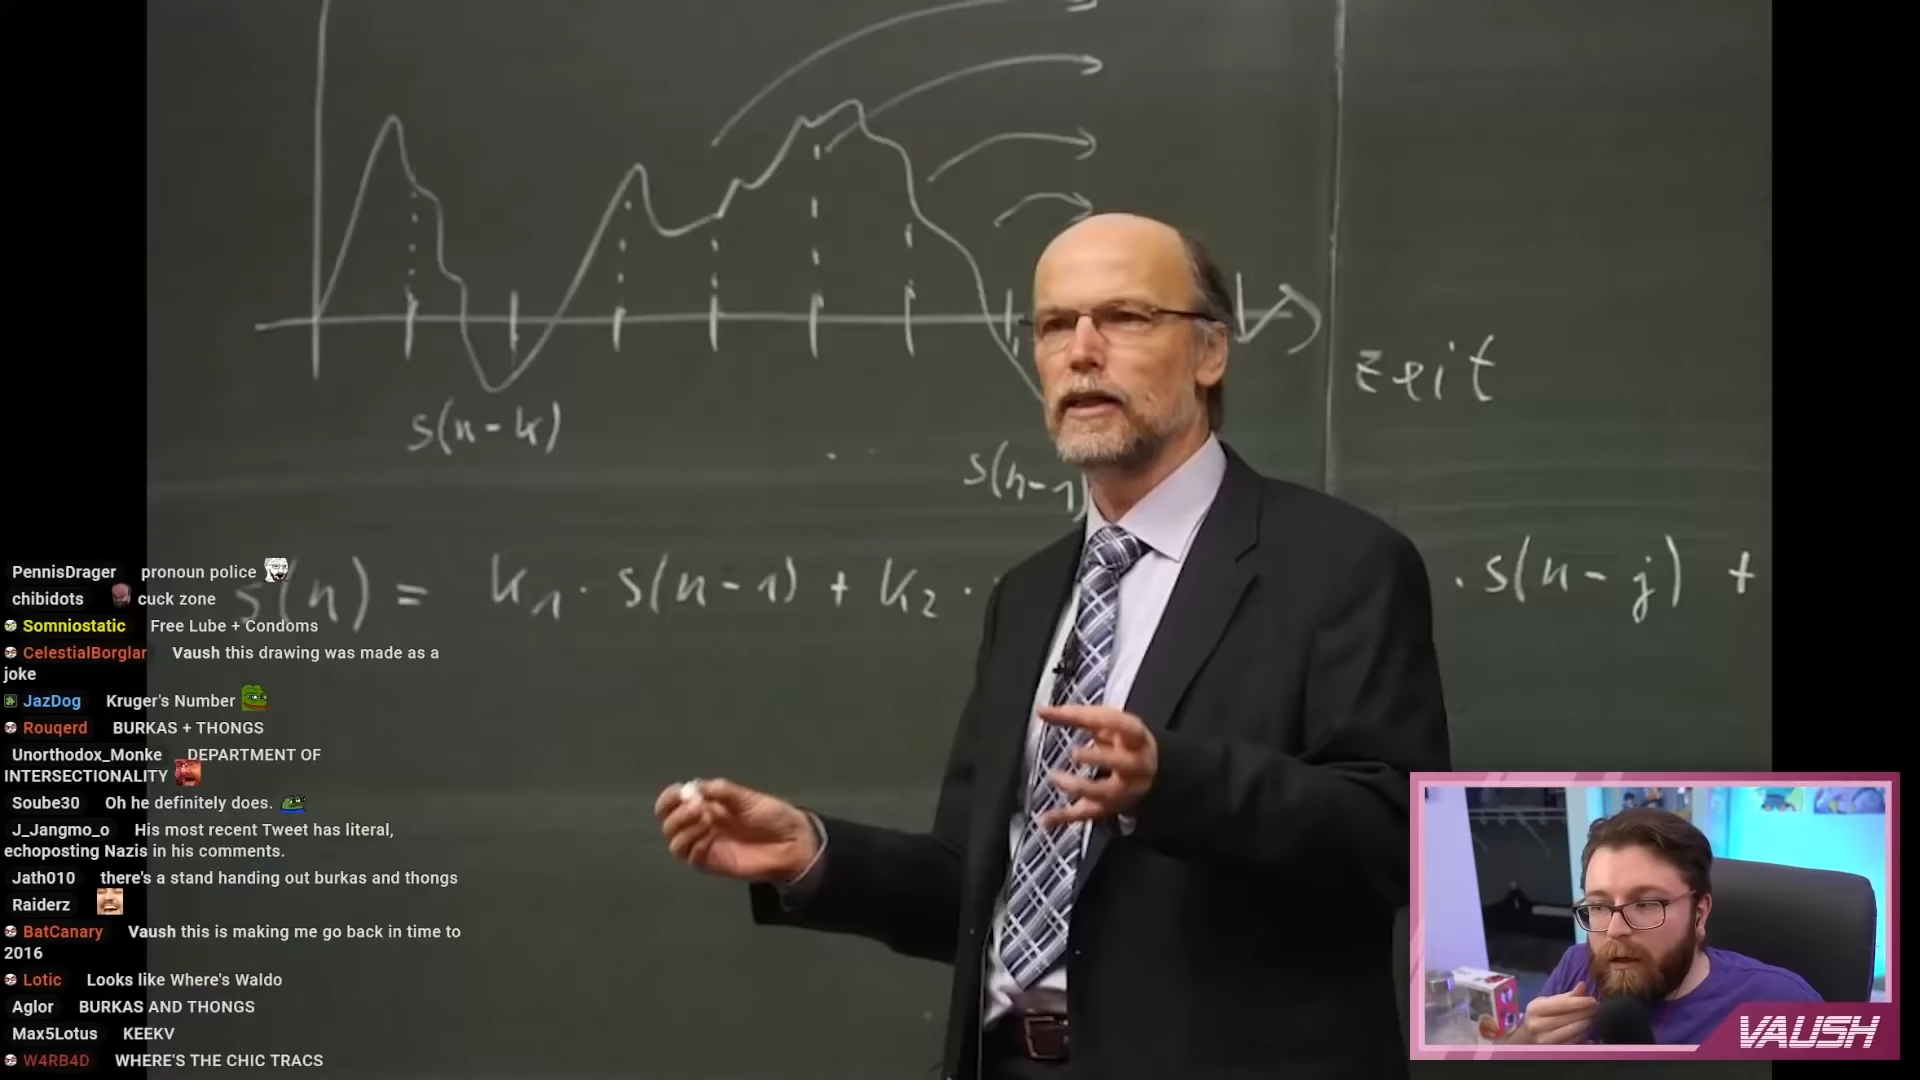 zeit
s(n-k)
s(n-1)
s(n) = k1 · s(n-1) + k2 ·
· s(n-j) +
PennisDrager pronoun police
chibidots cuck zone
Somniostatic Free Lube + Condoms
CelestialBorglar Vaush this drawing was made as a
joke
JazDog Kruger's Number
Rouqerd BURKAS + THONGS
Unorthodox_Monke DEPARTMENT OF
INTERSECTIONALITY
Soube30 Oh he definitely does.
J_Jangmo_o His most recent Tweet has literal,
echoposting Nazis in his comments.
Jath010 there's a stand handing out burkas and thongs
Raiderz
BatCanary Vaush this is making me go back in time to
2016
Lotic Looks like Where's Waldo
Aglor BURKAS AND THONGS
Max5Lotus KEEKV
W4RB4D WHERE'S THE CHIC TRACS
VAUSH